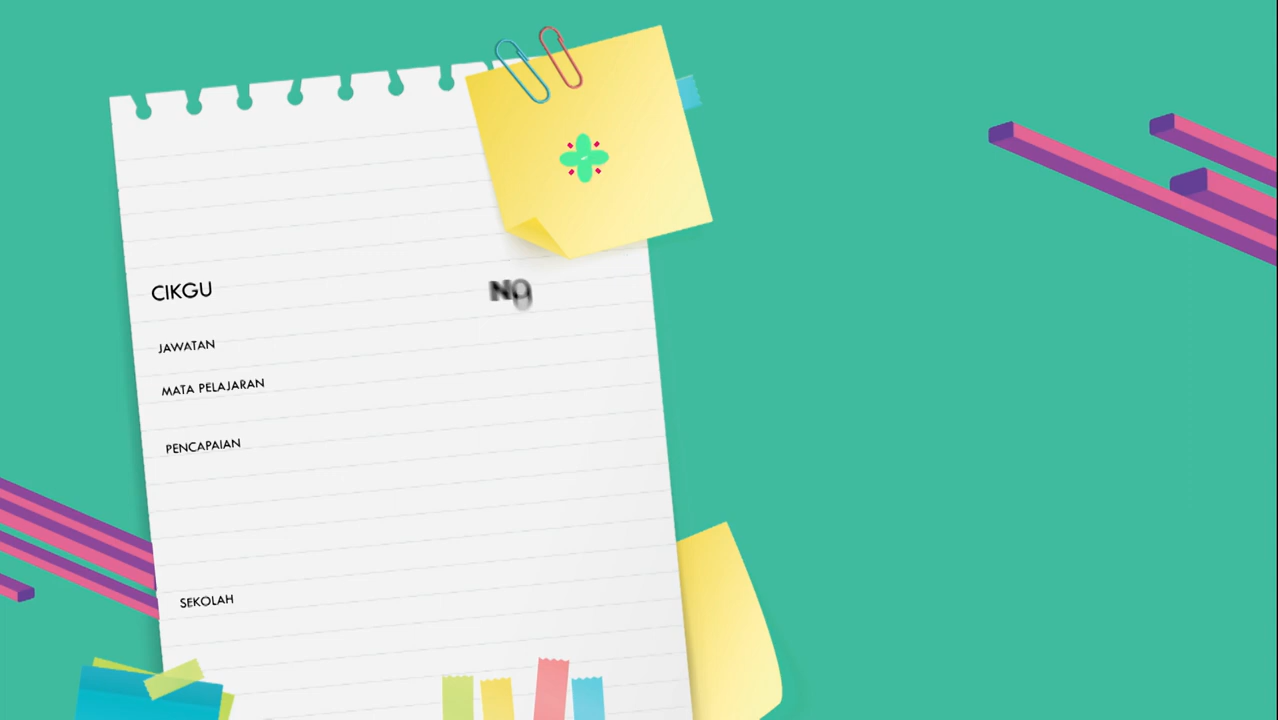 CIKGU
JAWATAN
MATA PELAJARAN
PENCAPAIAN
SEKOLAH